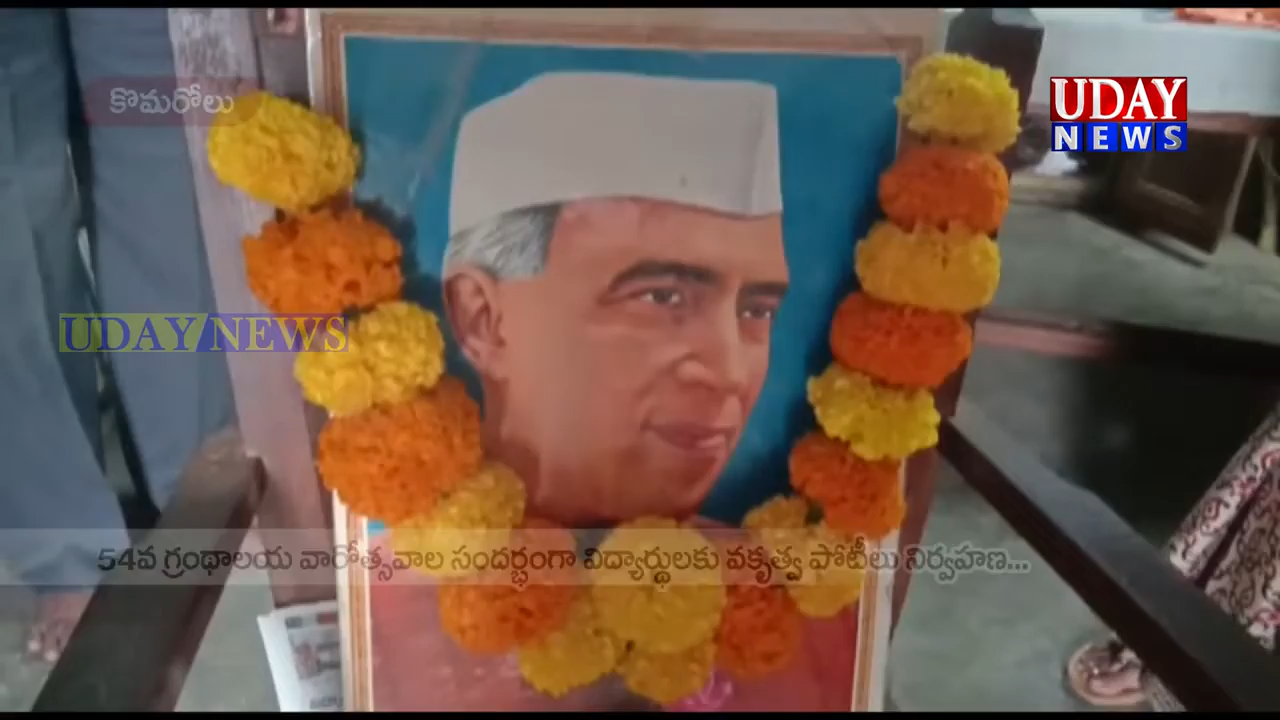 కొమరోలు
UDAY
NEWS
UDAY NEWS
54వ గ్రంథాలయ వారోత్సవాల సందర్భంగా విద్యార్థులకు వకృత్వ పోటీలు నిర్వహణ...